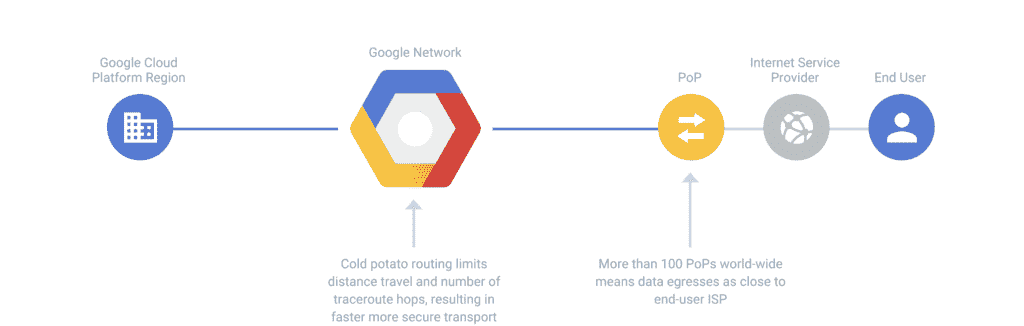 Google Cloud
Platform Region
Google Network
PoP
Internet Service
Provider
End User
Cold potato routing limits
distance travel and number of
traceroute hops, resulting in
faster more secure transport
More than 100 PoPs world-wide
means data egresses as close to
end-user ISP